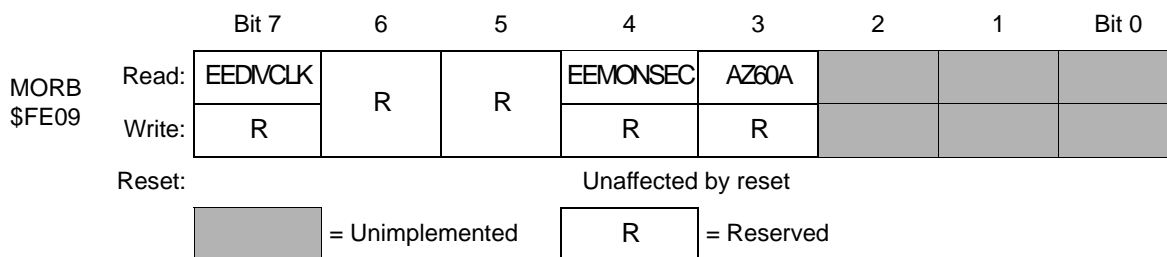 Bit 7 6 5 4 3 2 1 Bit 0
MORB
$FE09
Read: EEDIVCLK R R EEMONSEC AZ60A
Write: R R R
Reset: Unaffected by reset
= Unimplemented R = Reserved